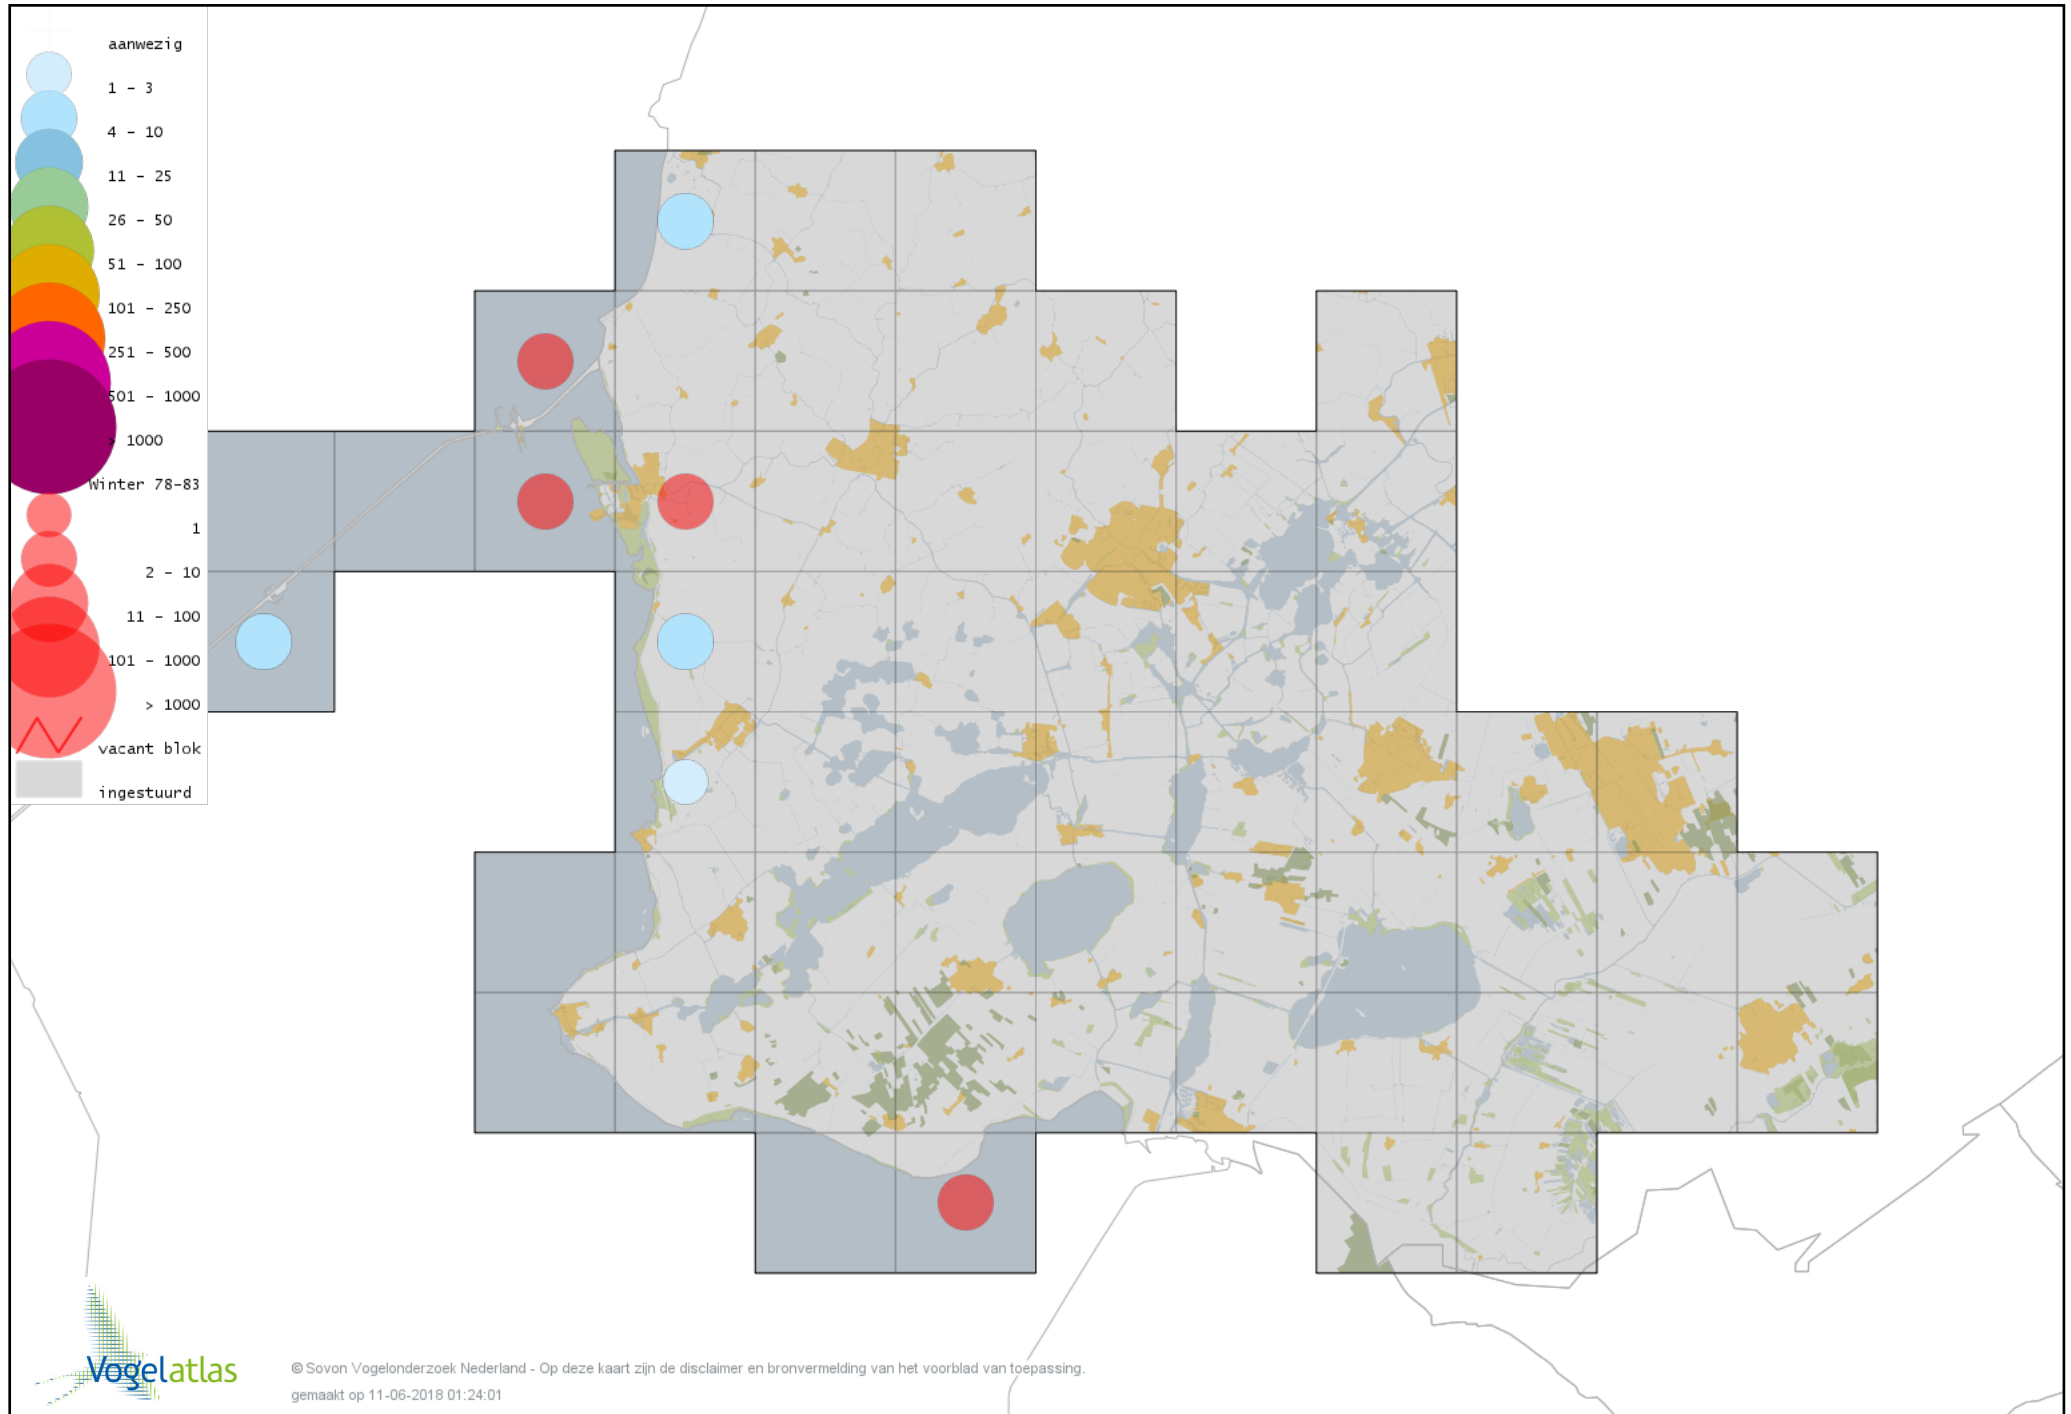 aanwezig
1 – 3
4 – 10
11 – 25
26 – 50
51 – 100
101 – 250
251 – 500
501 – 1000
> 1000
Winter 78-83
1
2 – 10
11 – 100
101 – 1000
> 1000
vacant blok
ingestuurd
Vogelatlas
© Sovon Vogelonderzoek Nederland - Op deze kaart zijn de disclaimer en bronvermelding van het voorblad van toepassing.
gemaakt op 11-06-2018 01:24:01